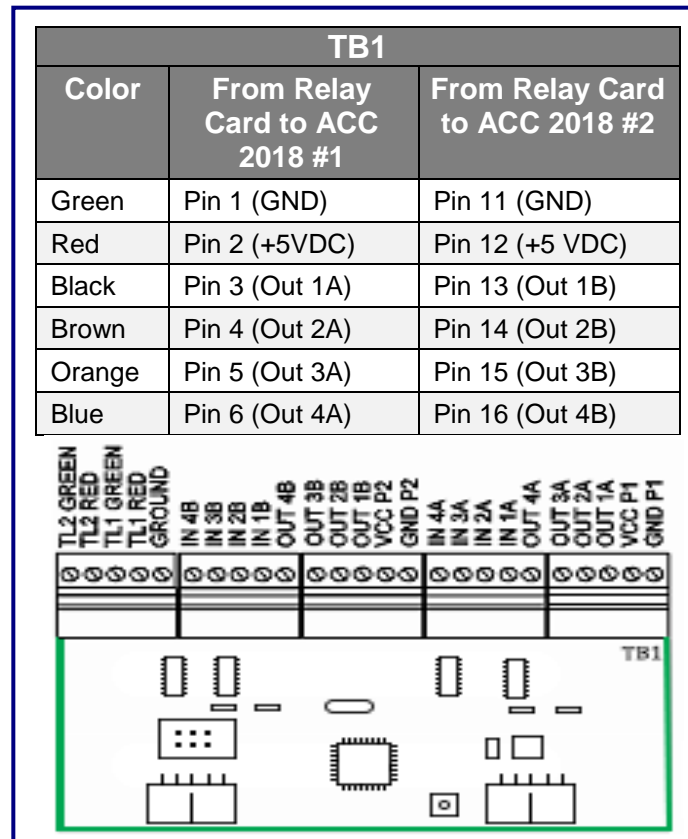 TB1
Color From Relay Card to ACC 2018 #1 From Relay Card to ACC 2018 #2
Green Pin 1 (GND) Pin 11 (GND)
Red Pin 2 (+5VDC) Pin 12 (+5 VDC)
Black Pin 3 (Out 1A) Pin 13 (Out 1B)
Brown Pin 4 (Out 2A) Pin 14 (Out 2B)
Orange Pin 5 (Out 3A) Pin 15 (Out 3B)
Blue Pin 6 (Out 4A) Pin 16 (Out 4B)
TL2 GREEN
TL2 RED
TL1 GREEN
TL1 RED
GROUND
IN 4B
IN 3B
IN 2B
IN 1B
OUT 4B
OUT 3B
OUT 2B
OUT 1B
VCC P2
GND P2
IN 4A
IN 3A
IN 2A
IN 1A
OUT 4A
OUT 3A
OUT 2A
OUT 1A
VCC P1
GND P1
TB1